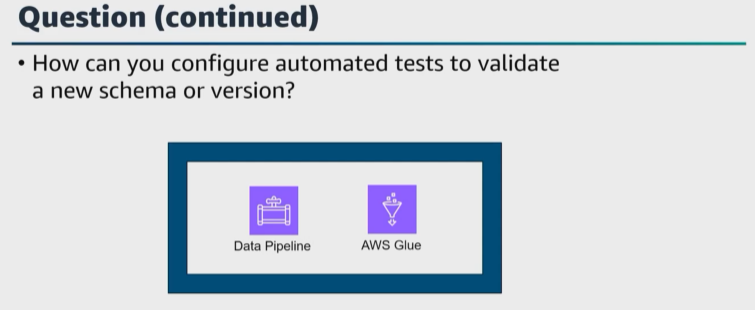 Question (continued)
• How can you configure automated tests to validate
a new schema or version?
Data Pipeline
AWS Glue